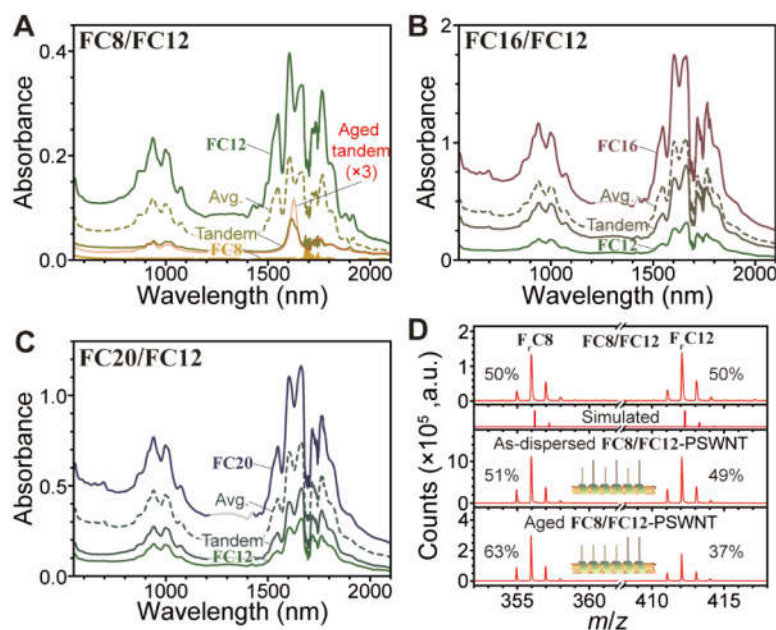 A
FC8/FC12
0.4
0.2
0.0
Absorbance
FC12
Aged
tandem
(×3)
Avg.
Tandem
FC8
1000
1500
2000
Wavelength (nm)
B
FC16/FC12
2
1
0
Absorbance
FC16
Avg.
Tandem
FC12
1000
1500
2000
Wavelength (nm)
C
FC20/FC12
1.0
0.5
0.0
Absorbance
FC20
Avg.
Tandem
FC12
1000
1500
2000
Wavelength (nm)
D
FᵣC8
FC8/FC12
FᵣC12
2
1
0
50%
50%
Simulated
As-dispersed FC8/FC12-PSWNT
10
0
51%
49%
Aged FC8/FC12-PSWNT
4
2
0
63%
37%
Counts (×10⁵ ,a.u.)
355
360
410
415
m/z